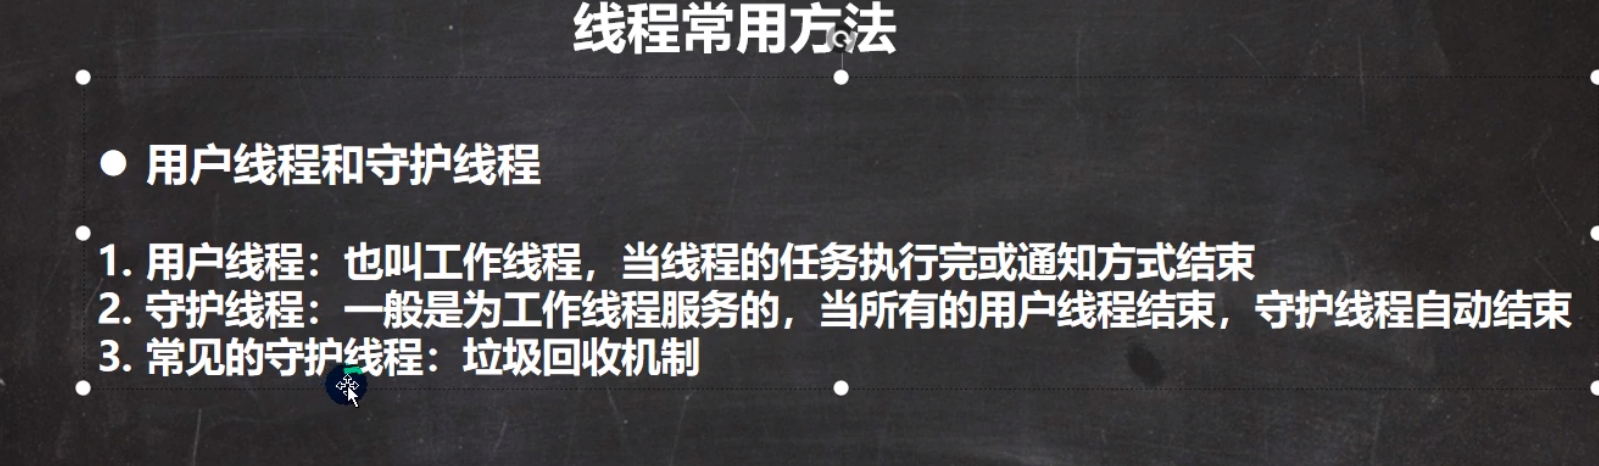 线程常用方法
● 用户线程和守护线程
1. 用户线程：也叫工作线程，当线程的任务执行完或通知方式结束
2. 守护线程：一般是为工作线程服务的，当所有的用户线程结束，守护线程自动结束
3. 常见的守护线程：垃圾回收机制